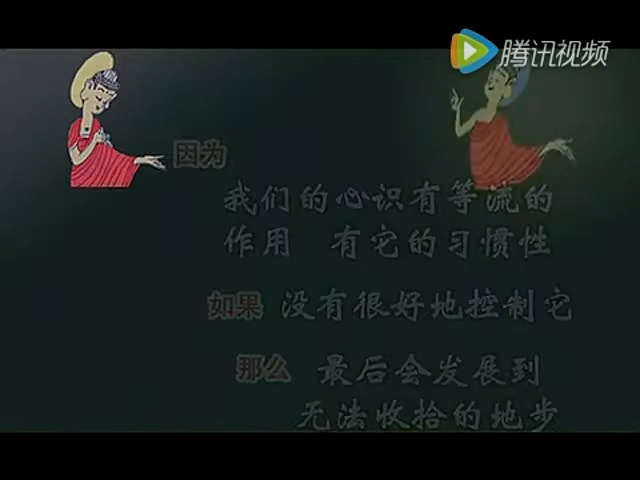 腾讯视频
因为
我们的心识有等流的
作用 有它的习惯性
如果 没有很好地控制它
那么 最后会发展到
无法收拾的地步